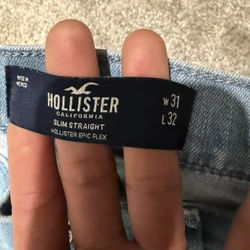 MADE IN
MEXICO
HOLLISTER
CALIFORNIA
SLIM STRAIGHT
HOLLISTER EPIC FLEX
W 31
L 32